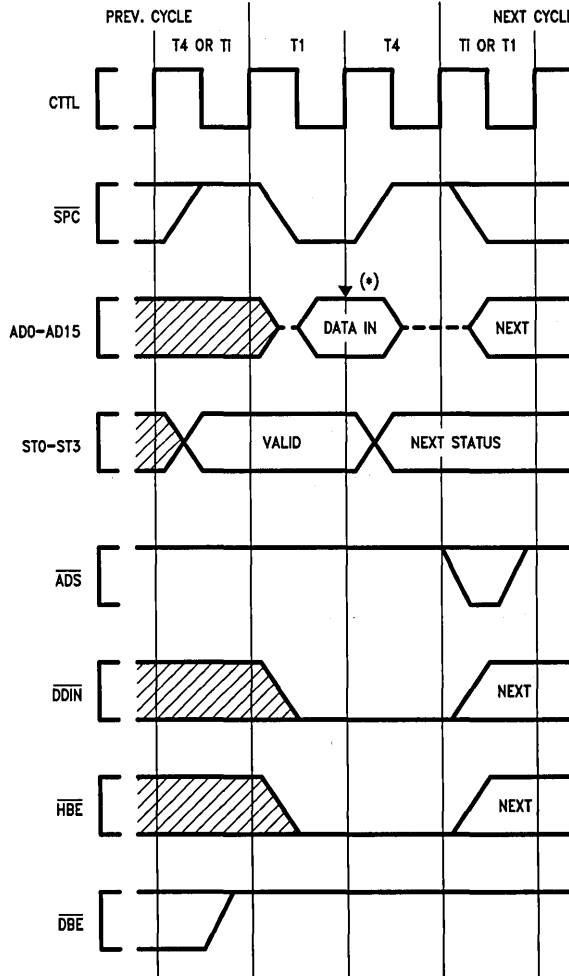 PREV. CYCLE NEXT CYCLE
T4 OR Ti T1 T4 Ti OR T1
CTTL
SPC
(*)
AD0-AD15 DATA IN NEXT
ST0-ST3 VALID NEXT STATUS
ADS
DDIN NEXT
HBE NEXT
DBE